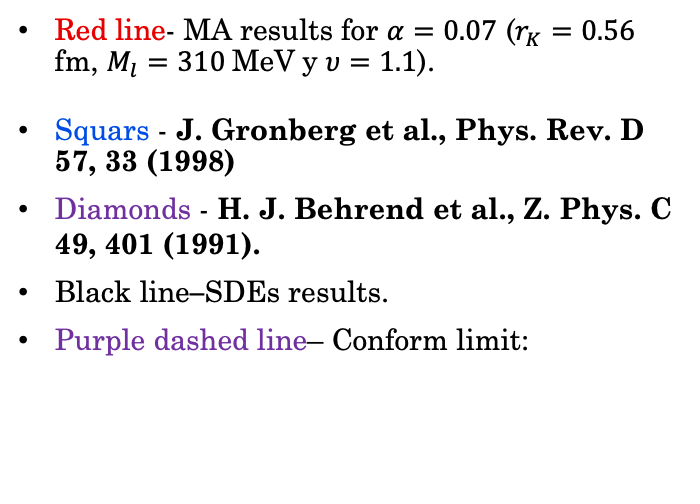 • Red line- MA results for α = 0.07 (r_K = 0.56
fm, M_l = 310 MeV y υ = 1.1).
• Squars - J. Gronberg et al., Phys. Rev. D
57, 33 (1998)
• Diamonds - H. J. Behrend et al., Z. Phys. C
49, 401 (1991).
• Black line–SDEs results.
• Purple dashed line– Conform limit: